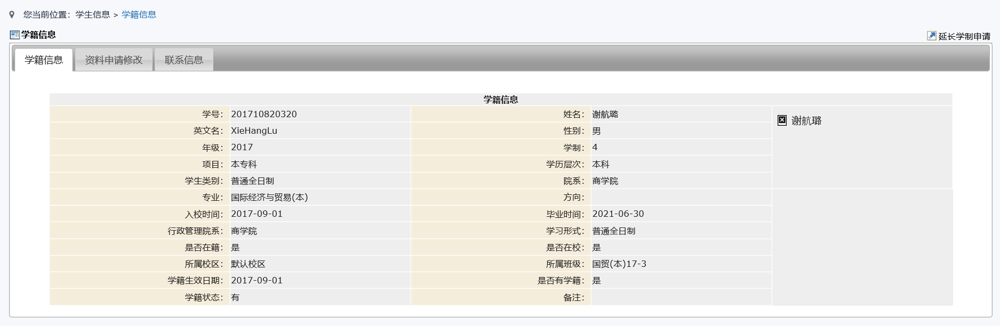 您当前位置：学生信息 > 学籍信息
学籍信息
延长学制申请
学籍信息 资料申请修改 联系信息
学籍信息
学号： 201710820320 姓名： 谢航璐
谢航璐
英文名： XieHangLu 性别： 男
年级： 2017 学制： 4
项目： 本专科 学历层次： 本科
学生类别： 普通全日制 院系： 商学院
专业： 国际经济与贸易(本) 方向：
入校时间： 2017-09-01 毕业时间： 2021-06-30
行政管理院系： 商学院 学习形式： 普通全日制
是否在籍： 是 是否在校： 是
所属校区： 默认校区 所属班级： 国贸(本)17-3
学籍生效日期： 2017-09-01 是否有学籍： 是
学籍状态： 有 备注：